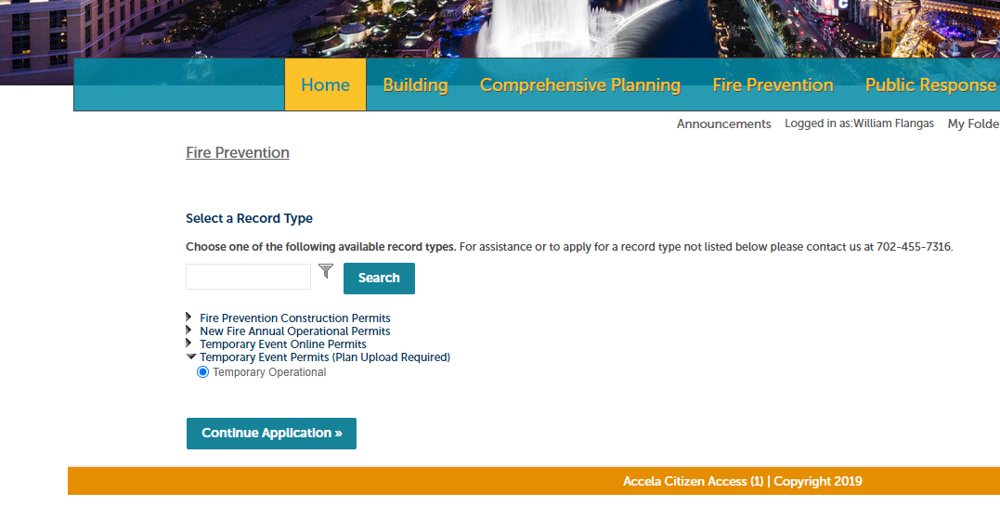 Home Building Comprehensive Planning Fire Prevention Public Response
Announcements Logged in as:William Flangas My Folde
Fire Prevention
Select a Record Type
Choose one of the following available record types. For assistance or to apply for a record type not listed below please contact us at 702-455-7316.
Search
Fire Prevention Construction Permits
New Fire Annual Operational Permits
Temporary Event Online Permits
Temporary Event Permits (Plan Upload Required)
Temporary Operational
Continue Application »
Accela Citizen Access (1) | Copyright 2019